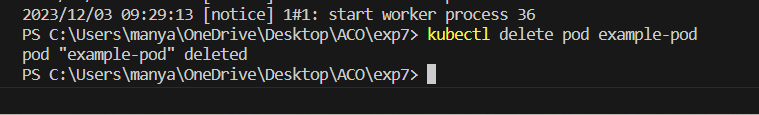 2023/12/03 09:29:13 [notice] 1#1: start worker process 36
PS C:\Users\manya\OneDrive\Desktop\ACO\exp7> kubectl delete pod example-pod
pod "example-pod" deleted
PS C:\Users\manya\OneDrive\Desktop\ACO\exp7>